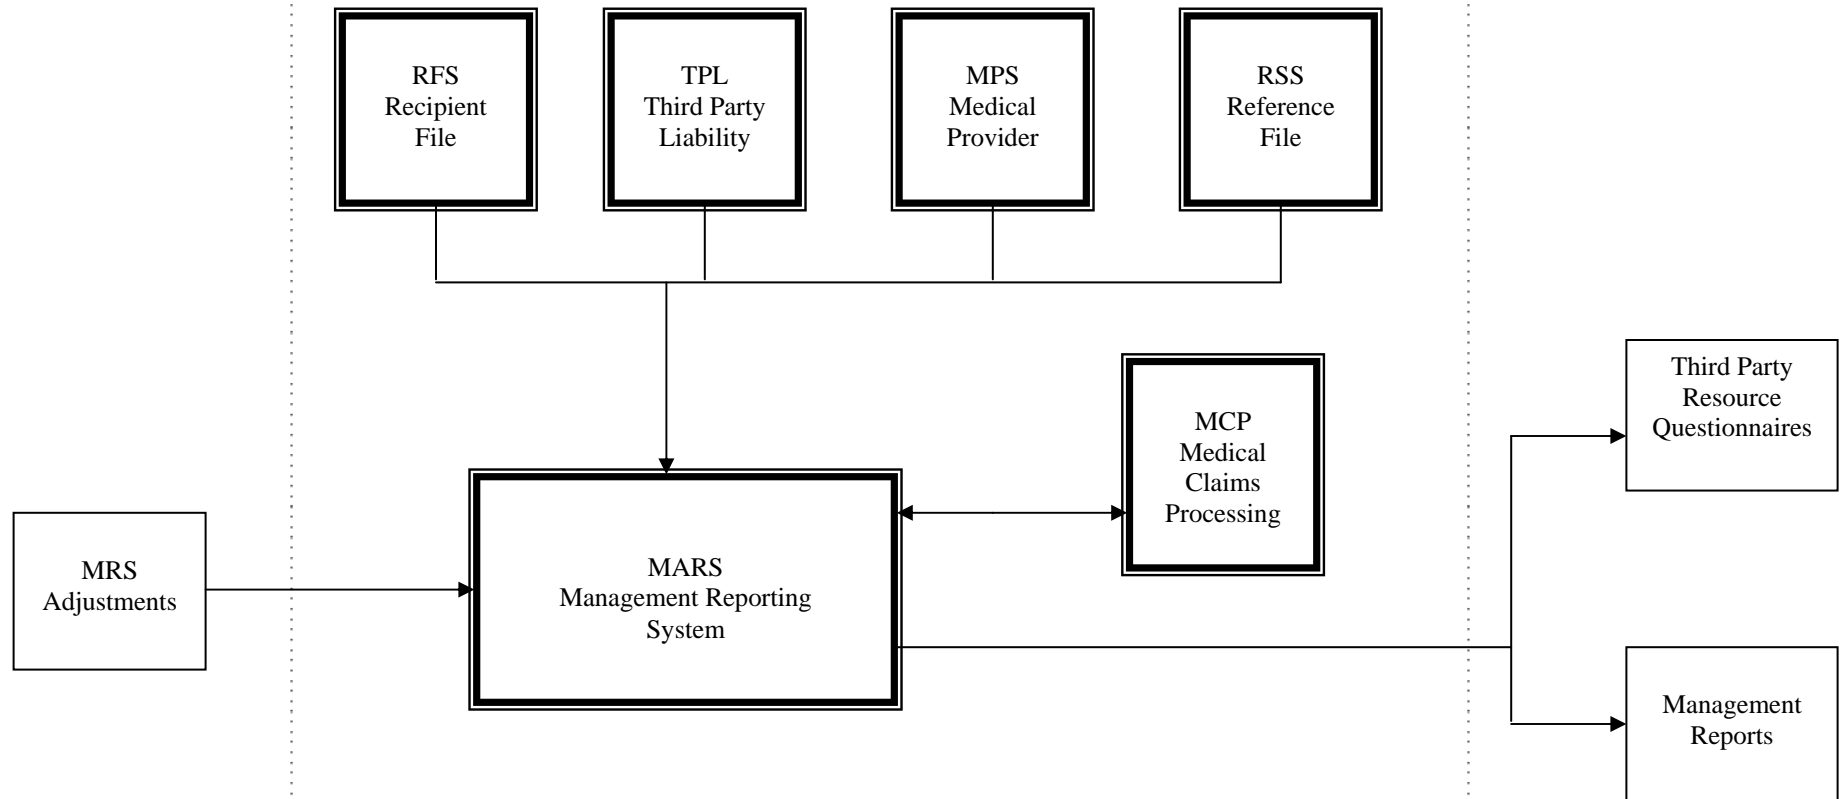 RFS
Recipient
File
TPL
Third Party
Liability
MPS
Medical
Provider
RSS
Reference
File
Third Party
Resource
Questionnaires
MCP
Medical
Claims
Processing
MRS
Adjustments
MARS
Management Reporting
System
Management
Reports